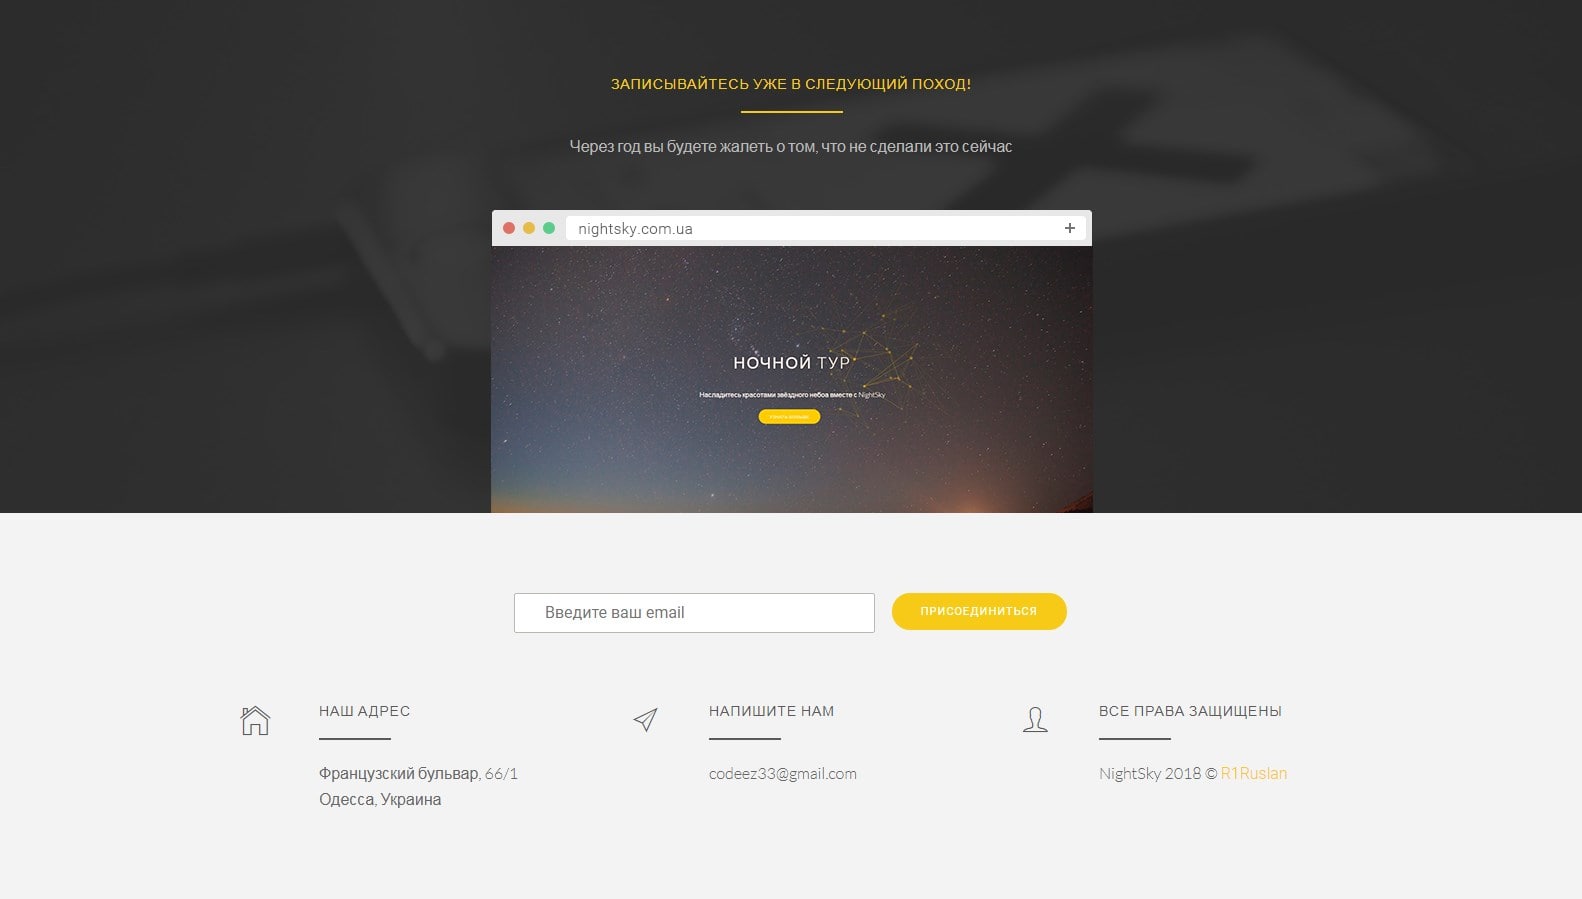 ЗАПИСЫВАЙТЕСЬ УЖЕ В СЛЕДУЮЩИЙ ПОХОД!
Через год вы будете жалеть о том, что не сделали это сейчас
nightsky.com.ua
НОЧНОЙ ТУР
Насладитесь красотами звёздного небоа вместе с NightSky
Введите ваш email
ПРИСОЕДИНИТЬСЯ
НАШ АДРЕС
Французский бульвар, 66/1
Одесса, Украина
НАПИШИТЕ НАМ
codeez33@gmail.com
ВСЕ ПРАВА ЗАЩИЩЕНЫ
NightSky 2018 © R1Ruslan